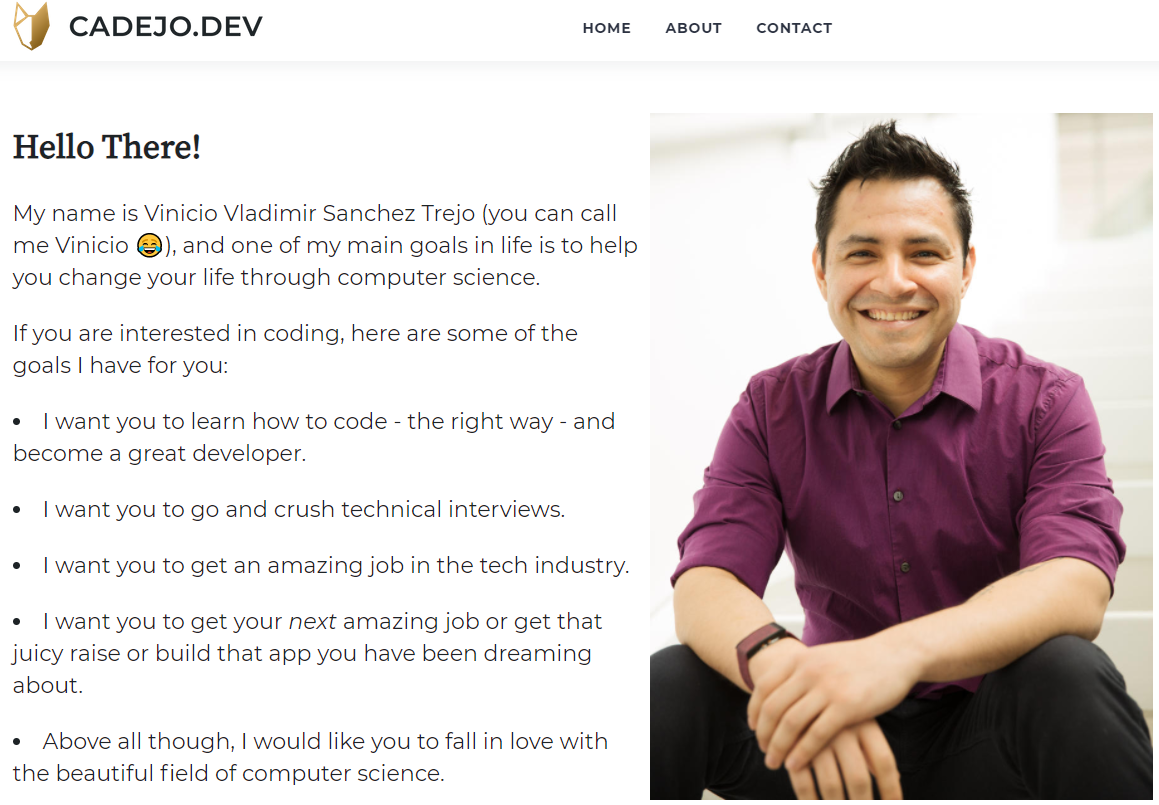 CADEJO.DEV
HOME ABOUT CONTACT
Hello There!
My name is Vinicio Vladimir Sanchez Trejo (you can call
me Vinicio 😂), and one of my main goals in life is to help
you change your life through computer science.
If you are interested in coding, here are some of the
goals I have for you:
• I want you to learn how to code - the right way - and
become a great developer.
• I want you to go and crush technical interviews.
• I want you to get an amazing job in the tech industry.
• I want you to get your next amazing job or get that
juicy raise or build that app you have been dreaming
about.
• Above all though, I would like you to fall in love with
the beautiful field of computer science.